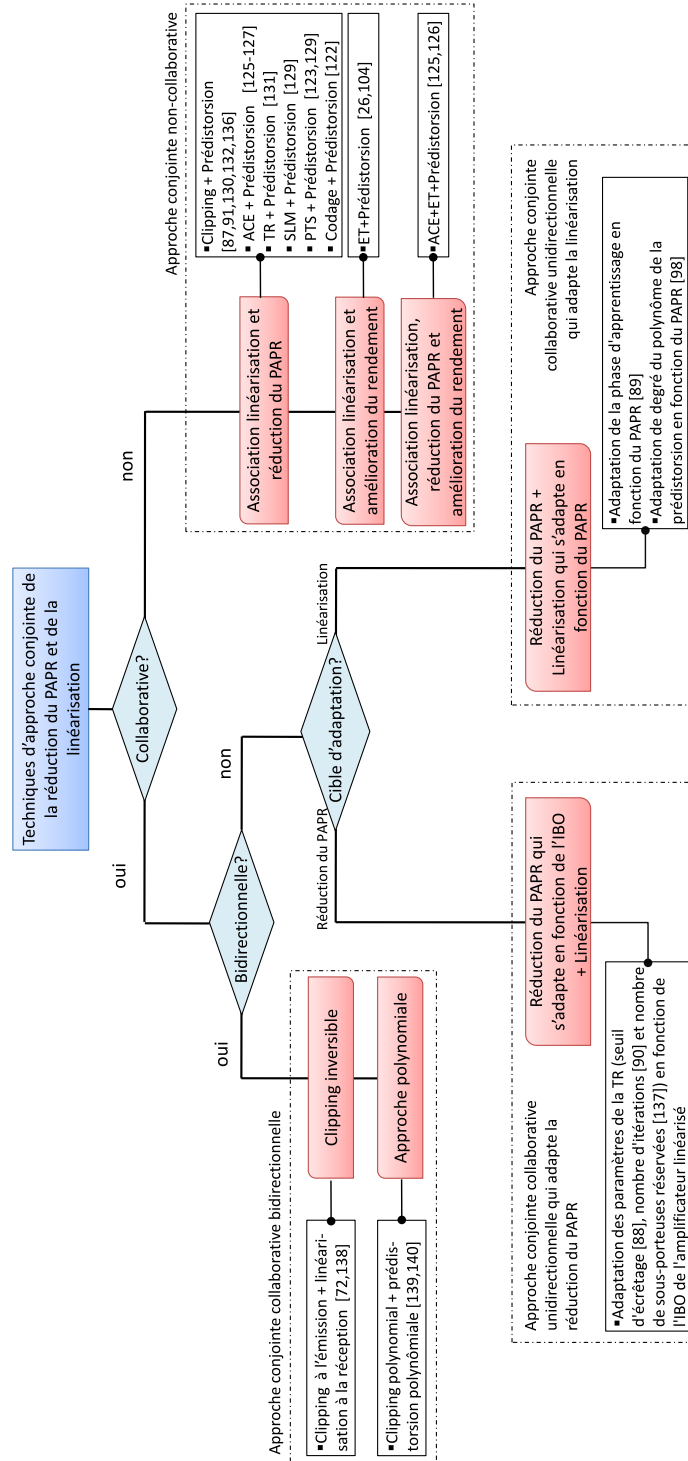 Techniques d'approche conjointe de
la réduction du PAPR et de la
linéarisation
Collaborative?
oui
non
Bidirectionnelle?
oui
non
Cible d'adaptation?
Réduction du PAPR
Linéarisation
Approche conjointe collaborative bidirectionnelle
Clipping inversible
▪Clipping à l'émission + linéari-
sation à la réception [72,138]
Approche polynomiale
▪Clipping polynomial + prédis-
torsion polynômiale [139,140]
Approche conjointe non-collaborative
Association linéarisation et
réduction du PAPR
▪Clipping + Prédistorsion
[87,91,130,132,136]
▪ACE + Prédistorsion [125-127]
▪TR + Prédistorsion [131]
▪SLM + Prédistorsion [129]
▪PTS + Prédistorsion [123,129]
▪Codage + Prédistorsion [122]
Association linéarisation et
amélioration du rendement
▪ET+Prédistorsion [26,104]
Association linéarisation,
réduction du PAPR et
amélioration du rendement
▪ACE+ET+Prédistorsion [125,126]
Approche conjointe collaborative
unidirectionnelle qui adapte la
réduction du PAPR
Réduction du PAPR qui
s'adapte en fonction de l'IBO
+ Linéarisation
▪Adaptation des paramètres de la TR (seuil
d'écrêtage [88], nombre d'itérations [90] et nombre
de sous-porteuses réservées [137]) en fonction de
l'IBO de l'amplificateur linéarisé
Approche conjointe
collaborative unidirectionnelle
qui adapte la linéarisation
Réduction du PAPR +
Linéarisation qui s'adapte en
fonction du PAPR
▪Adaptation de la phase d'apprentissage en
fonction du PAPR [89]
▪Adaptation de degré du polynôme de la
prédistorsion en fonction du PAPR [98]